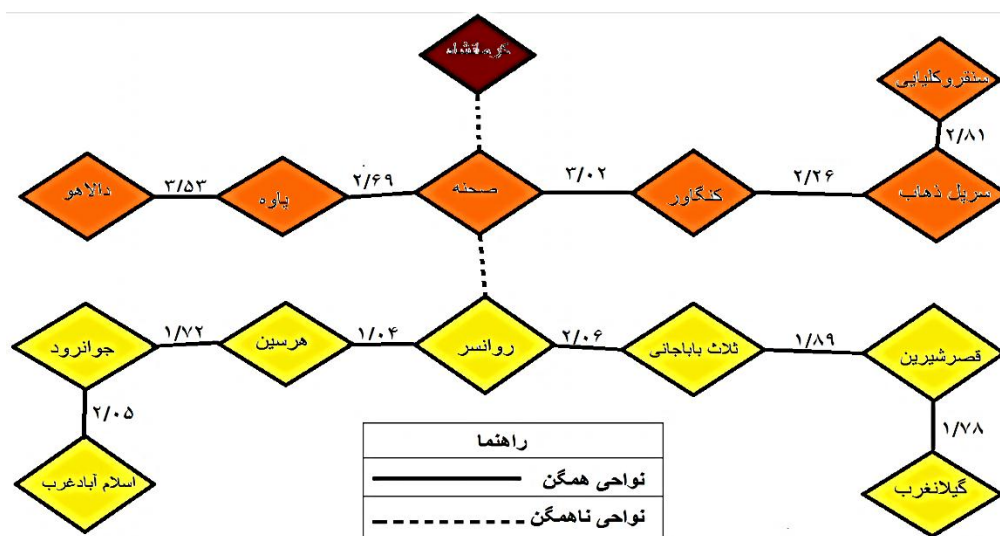 کرمانشاه
سنقروکلیایی
۲/۸۱
سرپل ذهاب
۲/۲۶
کنگاور
۳/۰۲
صحنه
۲/۶۹
پاوه
۳/۵۳
دالاهو
قصرشیرین
۱/۸۹
ثلاث باباجانی
۲/۰۶
روانسر
۱/۰۴
هرسین
۱/۷۲
جوانرود
۲/۰۵
اسلام آبادغرب
۱/۷۸
گیلانغرب
راهنما
نواحی همگن
نواحی ناهمگن